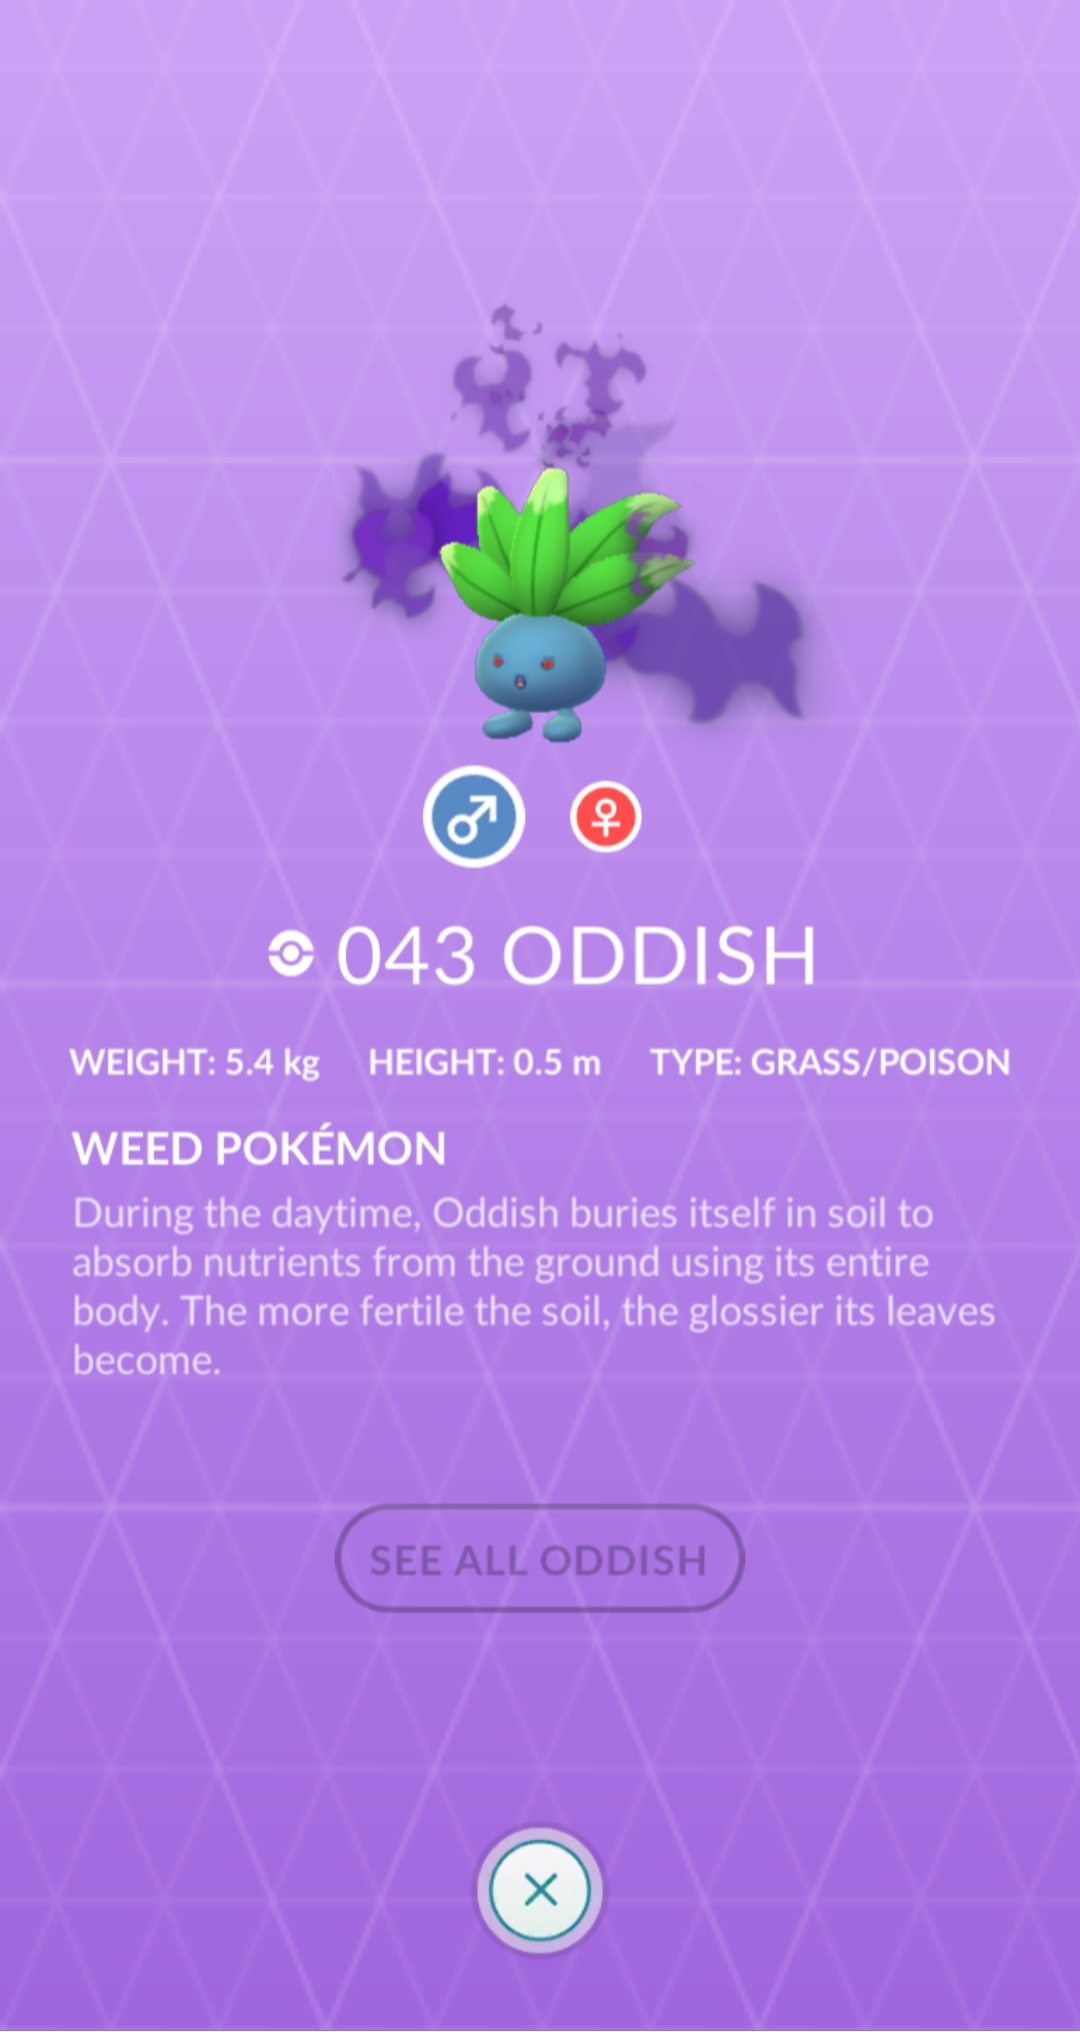 043 ODDISH
WEIGHT: 5.4 kg HEIGHT: 0.5 m TYPE: GRASS/POISON
WEED POKÉMON
During the daytime, Oddish buries itself in soil to
absorb nutrients from the ground using its entire
body. The more fertile the soil, the glossier its leaves
become.
SEE ALL ODDISH